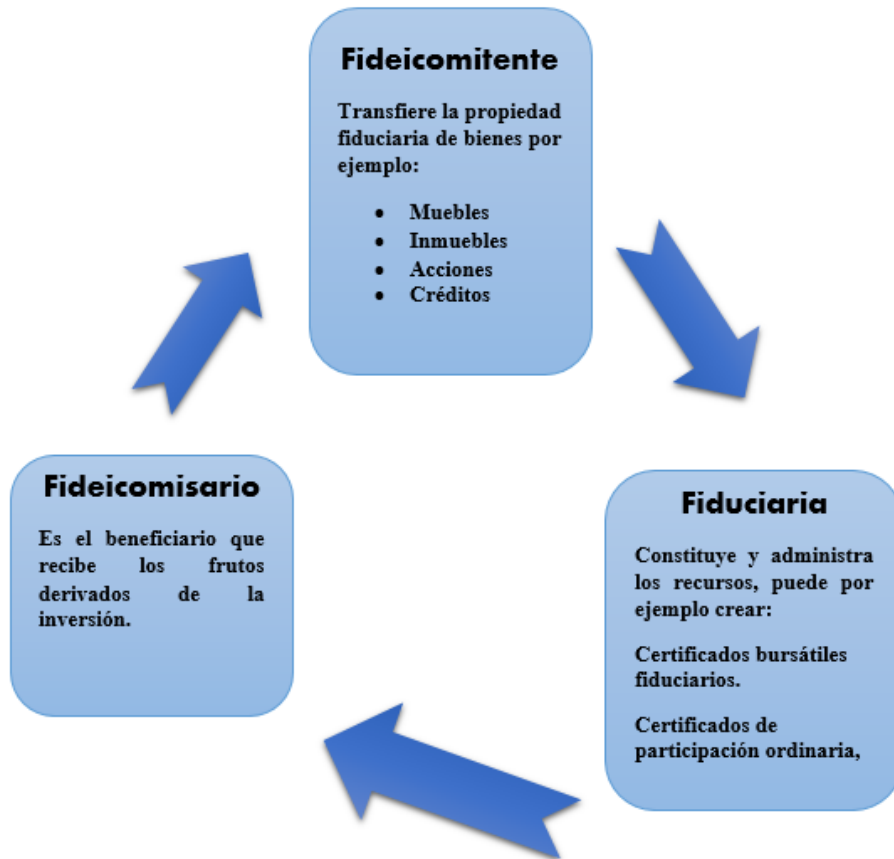 Fideicomitente
Transfiere la propiedad
fiduciaria de bienes por
ejemplo:
• Muebles
• Inmuebles
• Acciones
• Créditos
Fideicomisario
Es el beneficiario que
recibe los frutos
derivados de la
inversión.
Fiduciaria
Constituye y administra
los recursos, puede por
ejemplo crear:
Certificados bursátiles
fiduciarios.
Certificados de
participación ordinaria,